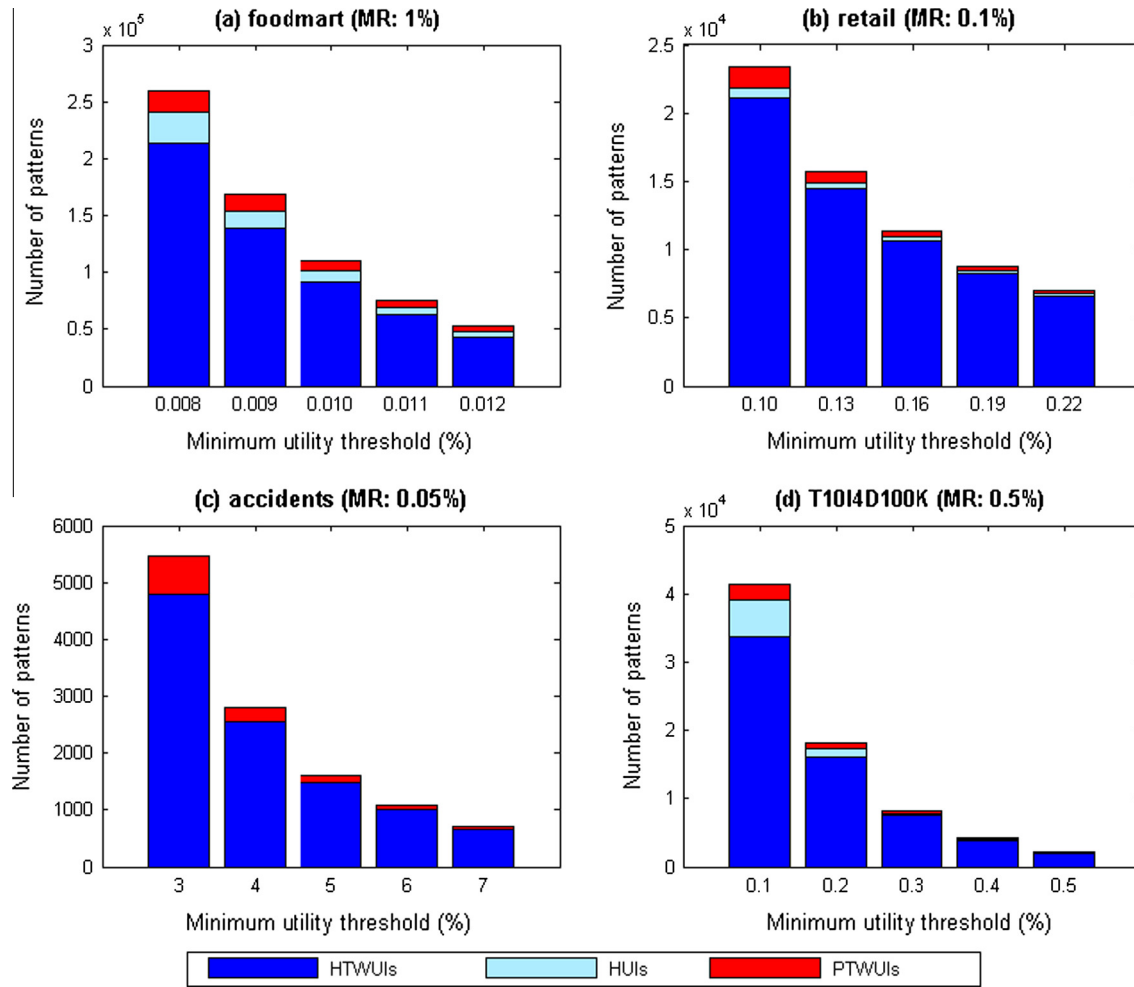 (a) foodmart (MR: 1%)
x 10^5
Number of patterns
3
2.5
2
1.5
1
0.5
0
0.008 0.009 0.010 0.011 0.012
Minimum utility threshold (%)
(b) retail (MR: 0.1%)
x 10^4
Number of patterns
2.5
2
1.5
1
0.5
0
0.10 0.13 0.16 0.19 0.22
Minimum utility threshold (%)
(c) accidents (MR: 0.05%)
Number of patterns
6000
5000
4000
3000
2000
1000
0
3 4 5 6 7
Minimum utility threshold (%)
(d) T10I4D100K (MR: 0.5%)
x 10^4
Number of patterns
5
4
3
2
1
0
0.1 0.2 0.3 0.4 0.5
Minimum utility threshold (%)
HTWUIs HUIs PTWUIs